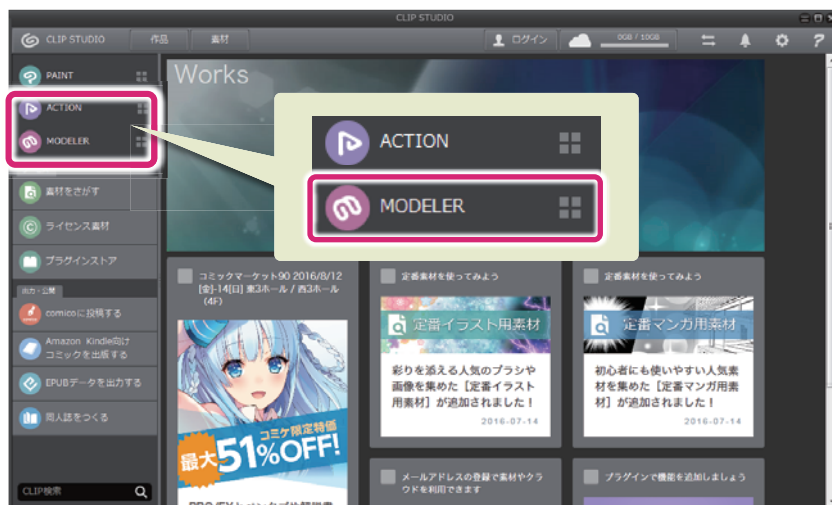 CLIP STUDIO
CLIP STUDIO
作品
素材
ログイン
0GB / 10GB
?
PAINT
ACTION
MODELER
素材をさがす
ライセンス素材
プラグインストア
出力・公開
comicoに投稿する
Amazon Kindle向け
コミックを出版する
EPUBデータを出力する
同人誌をつくる
CLIP検索
Works
ACTION
MODELER
コミックマーケット90 2016/8/12
[金]-14[日] 東3ホール / 西3ホール
(4F)
コミケ限定特価
最大51%OFF!
定番素材を使ってみよう
定番イラスト用素材
彩りを添える人気のブラシや
画像を集めた［定番イラスト
用素材］が追加されました！
2016-07-14
メールアドレスの登録で素材やクラ
ウドを利用できます
定番素材を使ってみよう
定番マンガ用素材
初心者にも使いやすい人気素
材を集めた［定番マンガ用素
材］が追加されました！
2016-07-14
プラグインで機能を追加しましょう